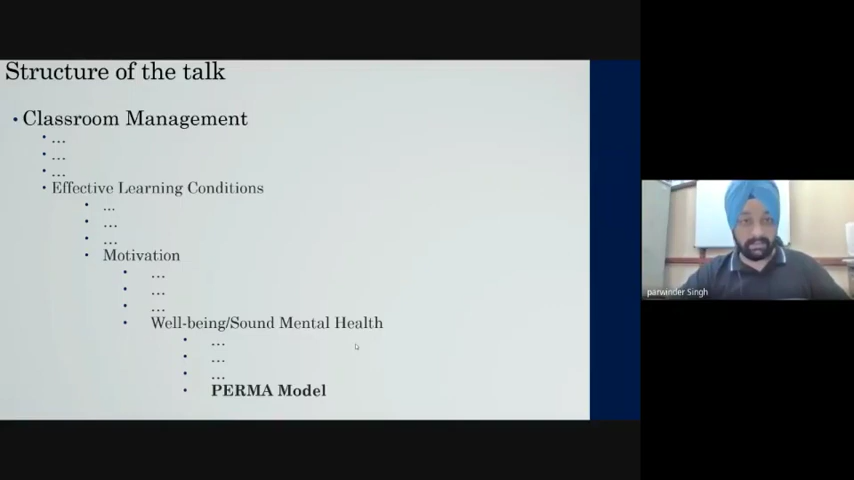 Structure of the talk
• Classroom Management
• ...
• ...
• ...
• Effective Learning Conditions
• ...
• ...
• ...
• Motivation
• ...
• ...
• ...
• Well-being/Sound Mental Health
• ...
• ...
• ...
• PERMA Model
parwinder Singh